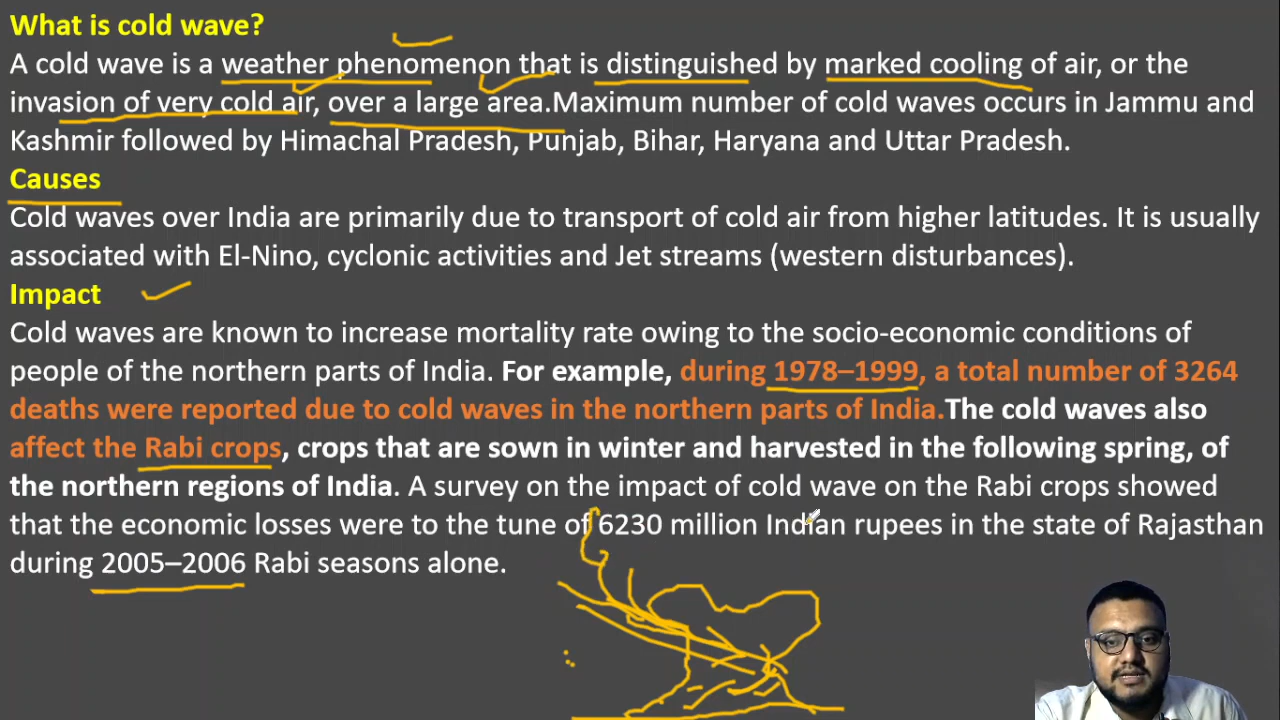 What is cold wave?
A cold wave is a weather phenomenon that is distinguished by marked cooling of air, or the
invasion of very cold air, over a large area.Maximum number of cold waves occurs in Jammu and
Kashmir followed by Himachal Pradesh, Punjab, Bihar, Haryana and Uttar Pradesh.
Causes
Cold waves over India are primarily due to transport of cold air from higher latitudes. It is usually
associated with El-Nino, cyclonic activities and Jet streams (western disturbances).
Impact
Cold waves are known to increase mortality rate owing to the socio-economic conditions of
people of the northern parts of India. For example, during 1978–1999, a total number of 3264
deaths were reported due to cold waves in the northern parts of India.The cold waves also
affect the Rabi crops, crops that are sown in winter and harvested in the following spring, of
the northern regions of India. A survey on the impact of cold wave on the Rabi crops showed
that the economic losses were to the tune of 6230 million Indian rupees in the state of Rajasthan
during 2005–2006 Rabi seasons alone.